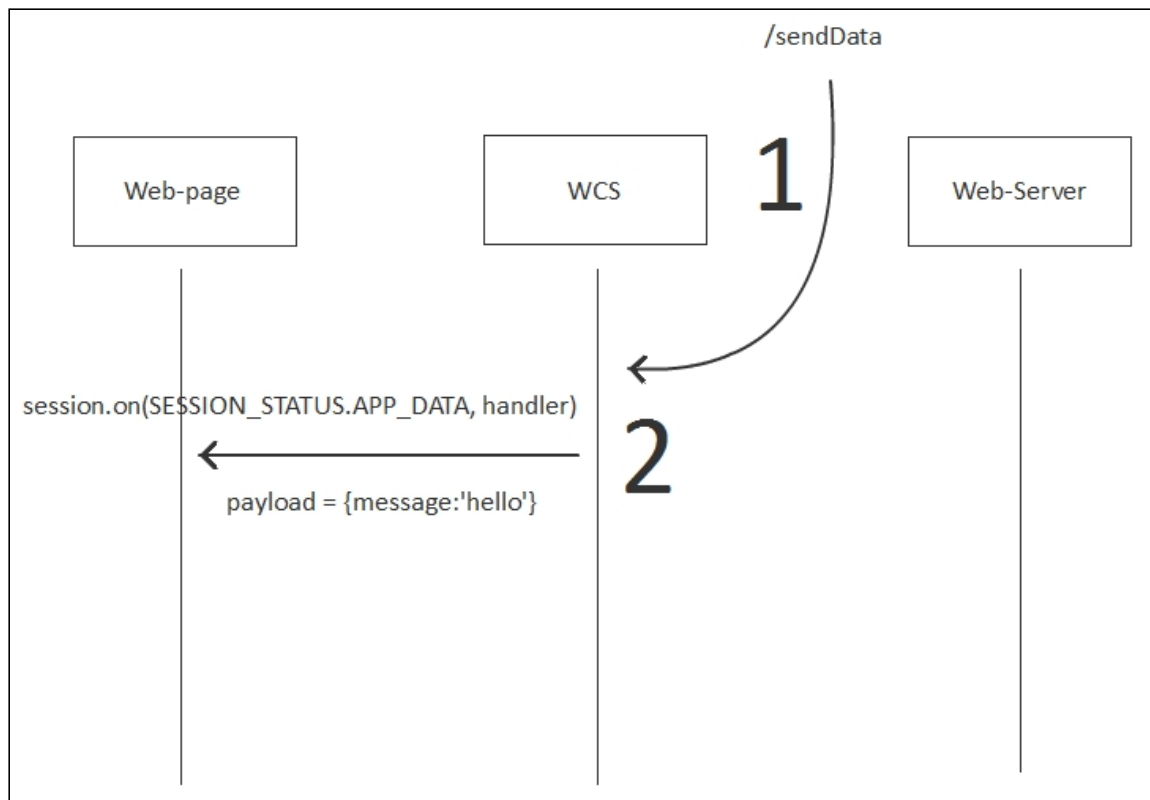 /sendData
1
Web-page
WCS
Web-Server
session.on(SESSION_STATUS.APP_DATA, handler)
2
payload = {message:'hello'}